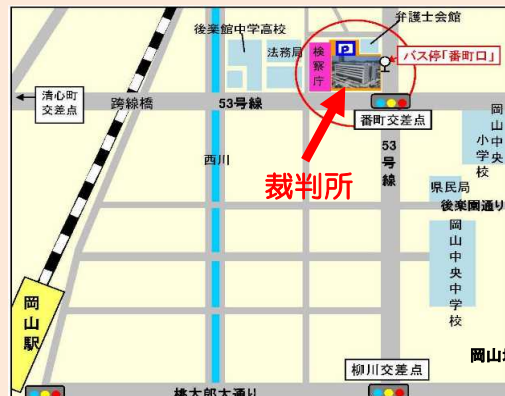 後楽館中学高校
弁護士会館
法務局
検察庁
P
バス停「番町口」
清心町
交差点
跨線橋
53号線
番町交差点
岡山中央
小学校
西川
裁判所
53号線
県民局
後楽園通り
岡山中央中学校
岡山駅
岡山
柳川交差点
桃太郎大通り